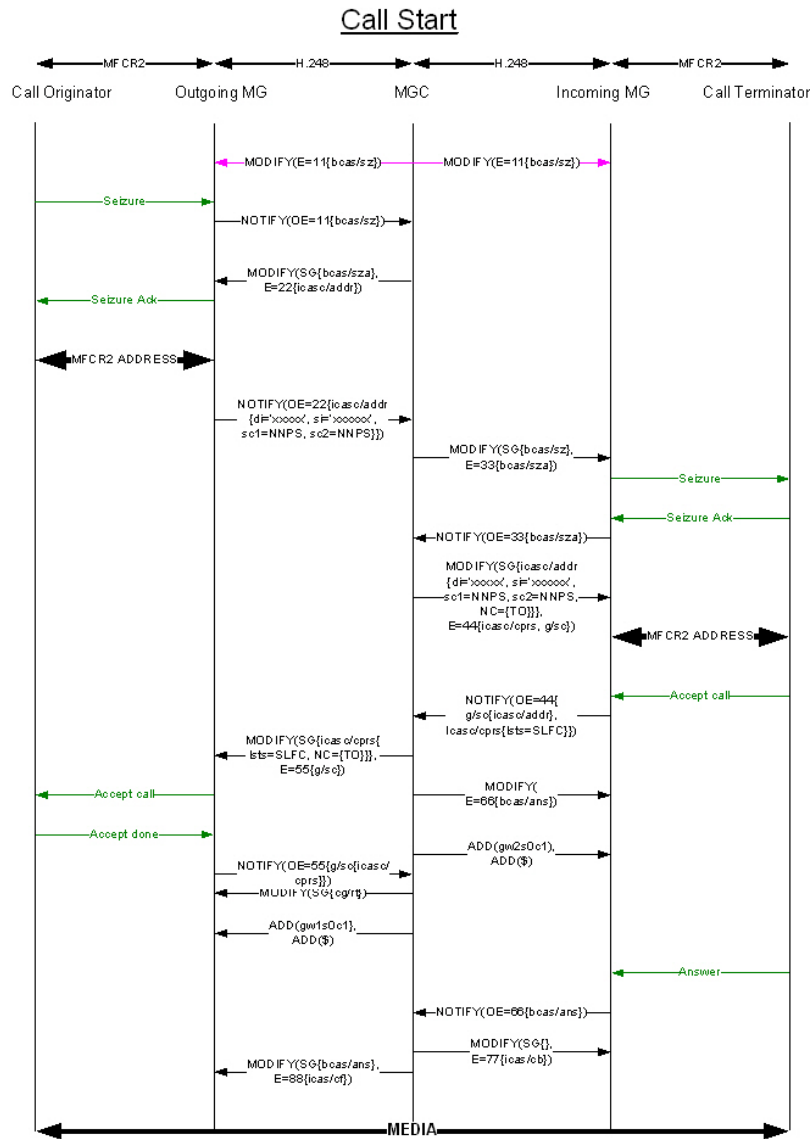 Call Start
MFCR2 H.248 H.248 MFCR2
Call Originator Outgoing MG MGC Incoming MG Call Terminator
MODIFY(E=11{bcas/sz}) MODIFY(E=11{bcas/sz})
Seizure
NOTIFY(OE=11{bcas/sz})
MODIFY(SG{bcas/sza},
E=22{icasc/addr})
Seizure Ack
MFCR2 ADDRESS
NOTIFY(OE=22{icasc/addr
{di='xxxxx', si='xxxxxx',
sc1=NNPS, sc2=NNPS}})
MODIFY(SG{bcas/sz},
E=33{bcas/sza})
Seizure
Seizure Ack
NOTIFY(OE=33{bcas/sza})
MODIFY(SG{icasc/addr
{di='xxxxx', si='xxxxxx',
sc1=NNPS, sc2=NNPS,
NC={TO}}},
E=44{icasc/cprs, g/sc})
MFCR2 ADDRESS
Accept call
NOTIFY(OE=44{
g/sc{icasc/addr},
icasc/cprs{lsts=SLFC}})
MODIFY(SG{icasc/cprs{
lsts=SLFC, NC={TO}}},
E=55{g/sc})
Accept call
MODIFY(
E=66{bcas/ans})
Accept done
ADD(gw2s0c1),
ADD($)
NOTIFY(OE=55{g/sc{icasc/
cprs}})
MODIFY(SG{cg/rt})
ADD(gw1s0c1},
ADD($)
Answer
NOTIFY(OE=66{bcas/ans})
MODIFY(SG{},
E=77{icas/cb})
MODIFY(SG{bcas/ans},
E=88{icas/cf})
MEDIA